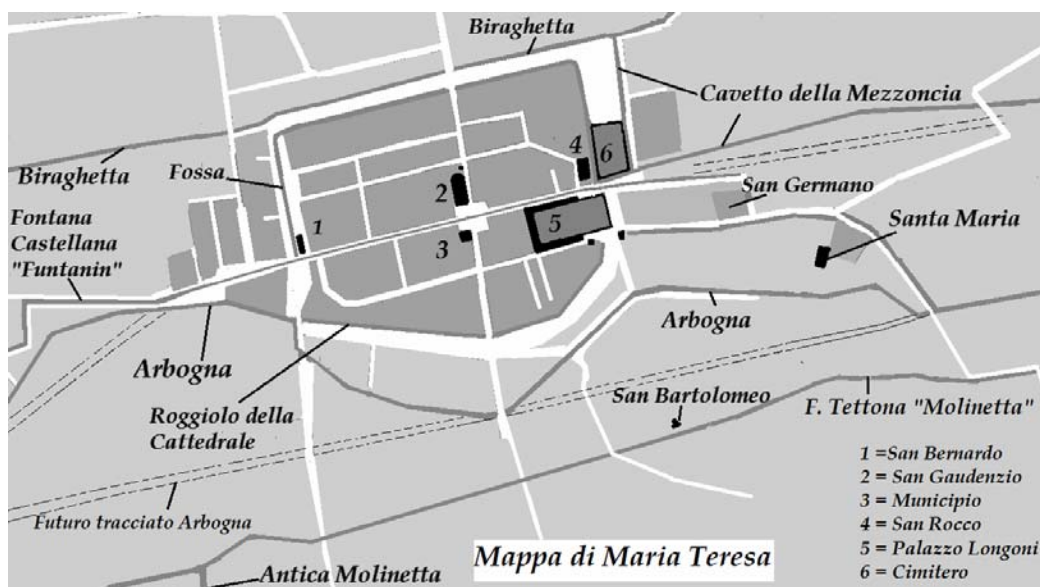 Biraghetta
Cavetto della Mezzoncia
4
6
Biraghetta
Fossa
2
San Germano
Fontana
Castellana
"Funtanin"
1
3
5
Santa Maria
Arbogna
Arbogna
Roggiolo della
Cattedrale
San Bartolomeo
F. Tettona "Molinetta"
Futuro tracciato Arbogna
Mappa di Maria Teresa
Antica Molinetta
1 =San Bernardo
2 = San Gaudenzio
3 = Municipio
4 = San Rocco
5 = Palazzo Longoni
6 = Cimitero